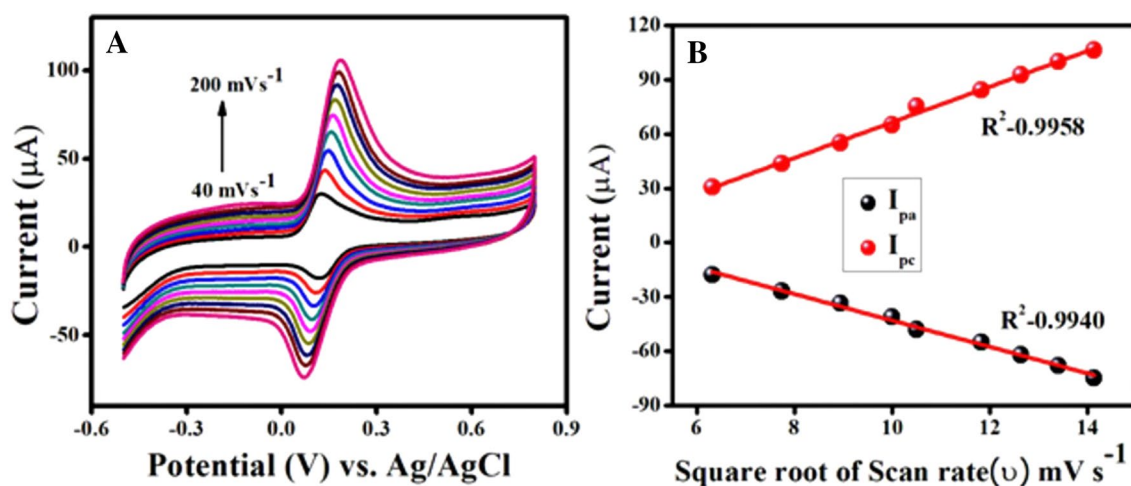 A
200 mVs-1
40 mVs-1
100
50
0
-50
Current (µA)
-0.6 -0.3 0.0 0.3 0.6 0.9
Potential (V) vs. Ag/AgCl
B
120
90
60
30
0
-30
-60
-90
Current (µA)
R2-0.9958
Ipa
Ipc
R2-0.9940
6 8 10 12 14
Square root of Scan rate(υ) mV s-1